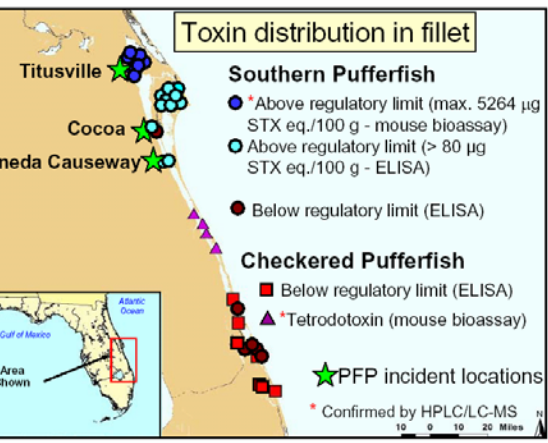 Toxin distribution in fillet
Titusville
Southern Pufferfish
*Above regulatory limit (max. 5264 µg
STX eq./100 g - mouse bioassay)
Cocoa
Above regulatory limit (> 80 µg
STX eq./100 g - ELISA)
neda Causeway
Below regulatory limit (ELISA)
Checkered Pufferfish
Below regulatory limit (ELISA)
*Tetrodotoxin (mouse bioassay)
Atlantic
Ocean
Gulf of Mexico
Area
hown
PFP incident locations
* Confirmed by HPLC/LC-MS
N
10 0 10 20 Miles